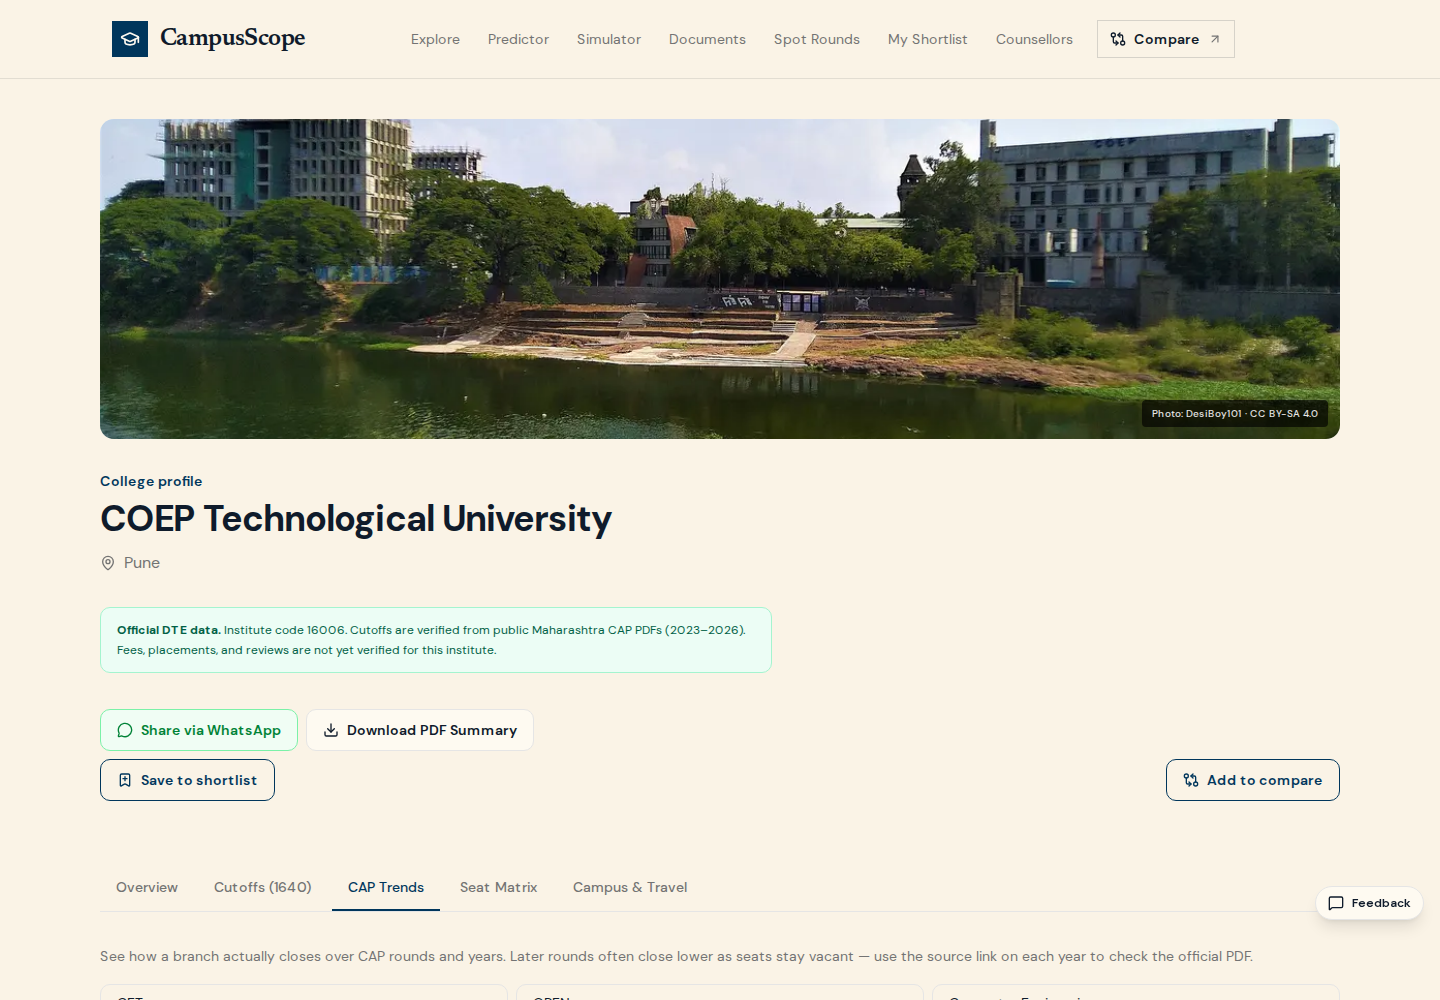 CampusScope
Explore
Predictor
Simulator
Documents
Spot Rounds
My Shortlist
Counsellors
Compare
COEP
Photo: DesiBoy101 · CC BY-SA 4.0
College profile
COEP Technological University
Pune
Official DTE data. Institute code 16006. Cutoffs are verified from public Maharashtra CAP PDFs (2023–2026).
Fees, placements, and reviews are not yet verified for this institute.
Share via WhatsApp
Download PDF Summary
Save to shortlist
Add to compare
Overview
Cutoffs (1640)
CAP Trends
Seat Matrix
Campus & Travel
Feedback
See how a branch actually closes over CAP rounds and years. Later rounds often close lower as seats stay vacant — use the source link on each year to check the official PDF.